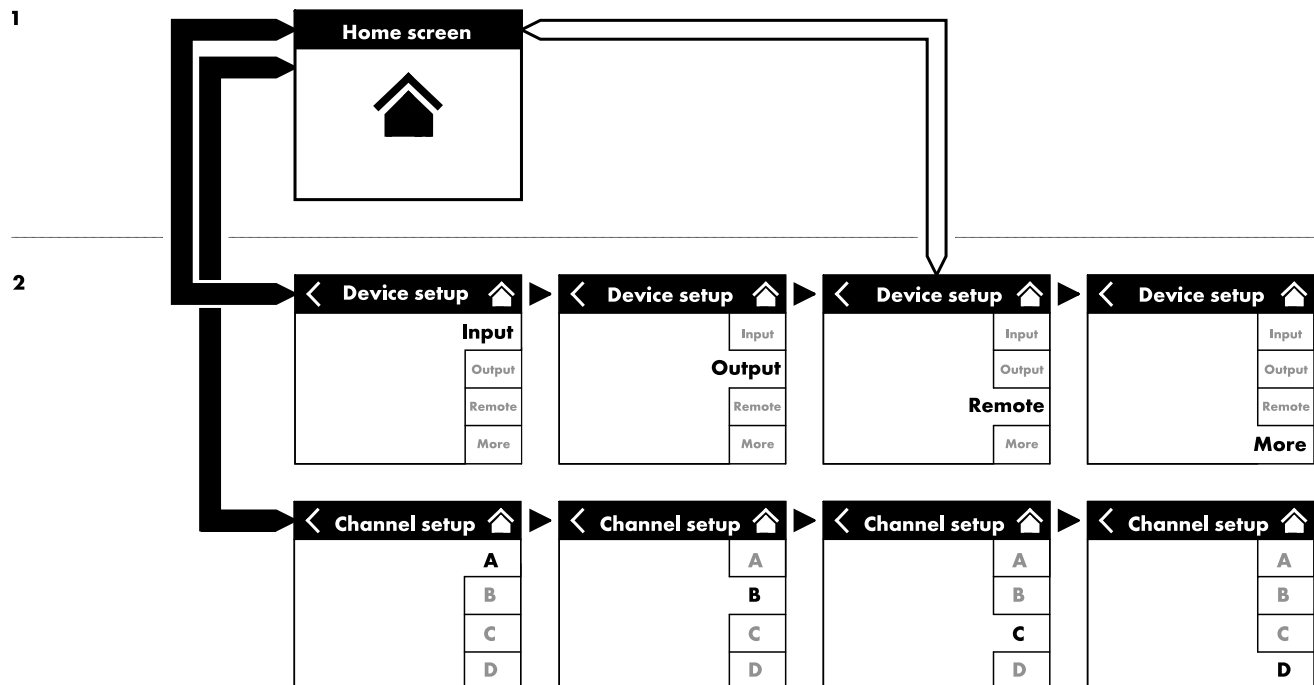 1
Home screen
2
Device setup
Input
Output
Remote
More
Device setup
Input
Output
Remote
More
Device setup
Input
Output
Remote
More
Device setup
Input
Output
Remote
More
Channel setup
A
B
C
D
Channel setup
A
B
C
D
Channel setup
A
B
C
D
Channel setup
A
B
C
D